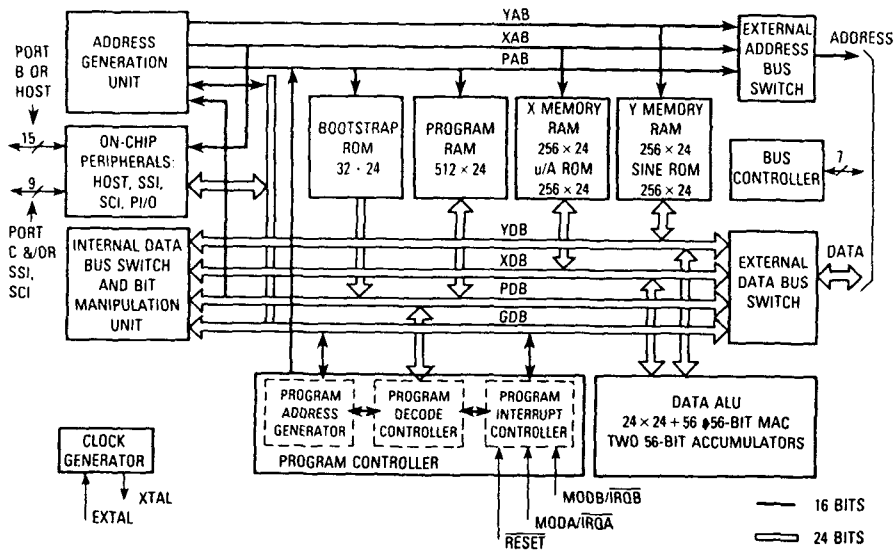 YAB
XAB
PAB
ADDRESS
GENERATION
UNIT
EXTERNAL
ADDRESS
BUS
SWITCH
ADDRESS
PORT
B OR
HOST
15
9
PORT
C &/OR
SSI,
SCI
ON-CHIP
PERIPHERALS:
HOST, SSI,
SCI, PI/O
BOOTSTRAP
ROM
32 · 24
PROGRAM
RAM
512 × 24
X MEMORY
RAM
256 × 24
u/A ROM
256 × 24
Y MEMORY
RAM
256 × 24
SINE ROM
256 × 24
BUS
CONTROLLER
7
INTERNAL DATA
BUS SWITCH
AND BIT
MANIPULATION
UNIT
YDB
XDB
PDB
GDB
EXTERNAL
DATA BUS
SWITCH
DATA
PROGRAM
ADDRESS
GENERATOR
PROGRAM
DECODE
CONTROLLER
PROGRAM
INTERRUPT
CONTROLLER
PROGRAM CONTROLLER
DATA ALU
24 × 24 + 56 56-BIT MAC
TWO 56-BIT ACCUMULATORS
CLOCK
GENERATOR
XTAL
EXTAL
MODB/IRQB
MODA/IRQA
RESET
16 BITS
24 BITS